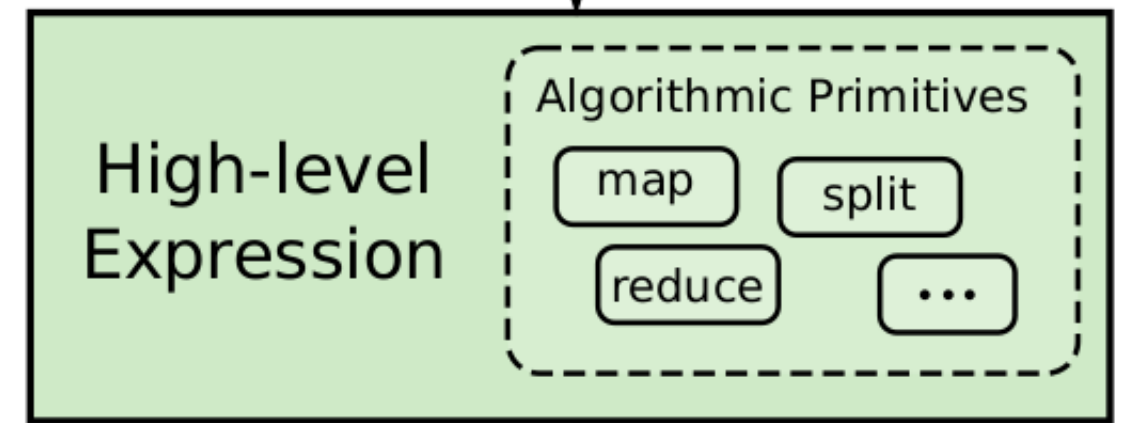 High-level
Expression
Algorithmic Primitives
map
split
reduce
...